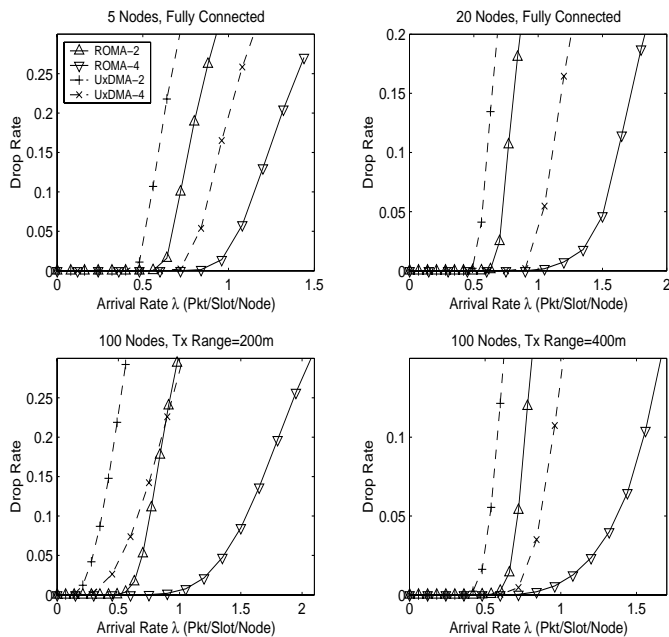 5 Nodes, Fully Connected
ROMA-2
ROMA-4
UxDMA-2
UxDMA-4
0.25
0.2
0.15
0.1
0.05
0
Drop Rate
0 0.5 1 1.5
Arrival Rate λ (Pkt/Slot/Node)
20 Nodes, Fully Connected
0.2
0.15
0.1
0.05
0
Drop Rate
0 0.5 1 1.5 2
Arrival Rate λ (Pkt/Slot/Node)
100 Nodes, Tx Range=200m
0.25
0.2
0.15
0.1
0.05
0
Drop Rate
0 0.5 1 1.5 2
Arrival Rate λ (Pkt/Slot/Node)
100 Nodes, Tx Range=400m
0.1
0.05
0
Drop Rate
0 0.5 1 1.5
Arrival Rate λ (Pkt/Slot/Node)